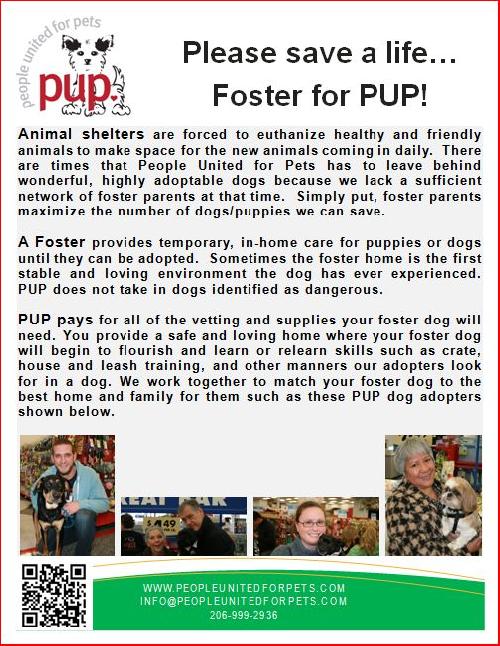 people united for pets
pup.
Please save a life…
Foster for PUP!
Animal shelters are forced to euthanize healthy and friendly
animals to make space for the new animals coming in daily. There
are times that People United for Pets has to leave behind
wonderful, highly adoptable dogs because we lack a sufficient
network of foster parents at that time. Simply put, foster parents
maximize the number of dogs/puppies we can save.
A Foster provides temporary, in-home care for puppies or dogs
until they can be adopted. Sometimes the foster home is the first
stable and loving environment the dog has ever experienced.
PUP does not take in dogs identified as dangerous.
PUP pays for all of the vetting and supplies your foster dog will
need. You provide a safe and loving home where your foster dog
will begin to flourish and learn or relearn skills such as crate,
house and leash training, and other manners our adopters look
for in a dog. We work together to match your foster dog to the
best home and family for them such as these PUP dog adopters
shown below.
4.49
WWW.PEOPLEUNITEDFORPETS.COM
INFO@PEOPLEUNITEDFORPETS.COM
206-999-2936